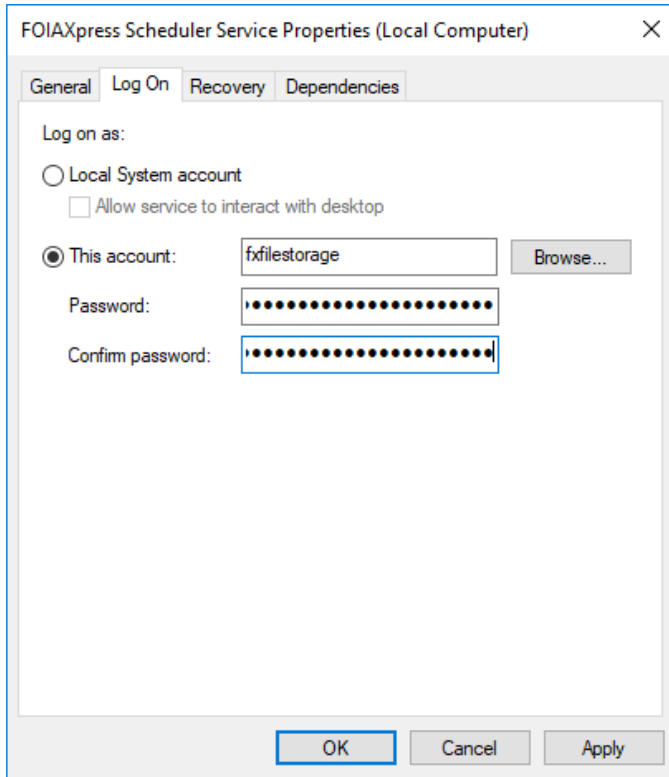 FOIAXpress Scheduler Service Properties (Local Computer)
General Log On Recovery Dependencies
Log on as:
Local System account
Allow service to interact with desktop
This account: fxfilestorage Browse...
Password: •••••••••••••••••••••
Confirm password: •••••••••••••••••••••
OK Cancel Apply